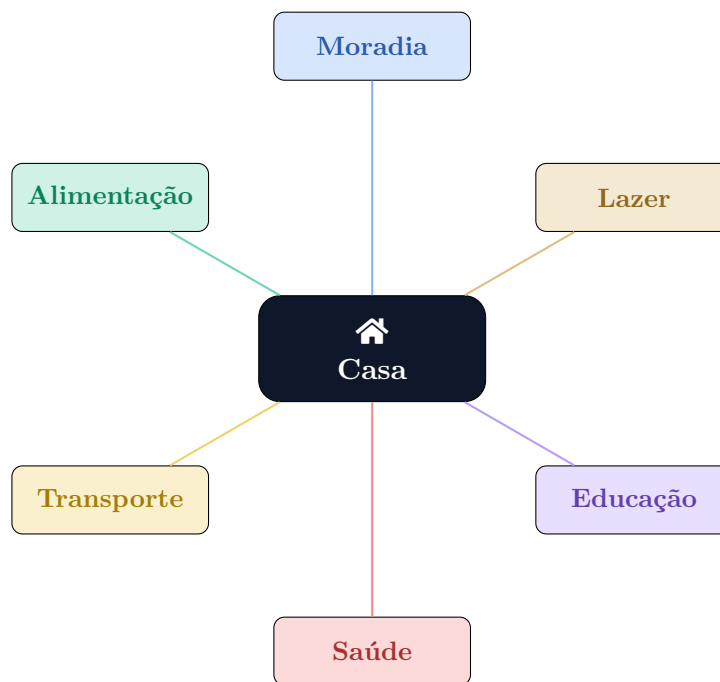 Moradia
Alimentação
Lazer
Casa
Transporte
Educação
Saúde